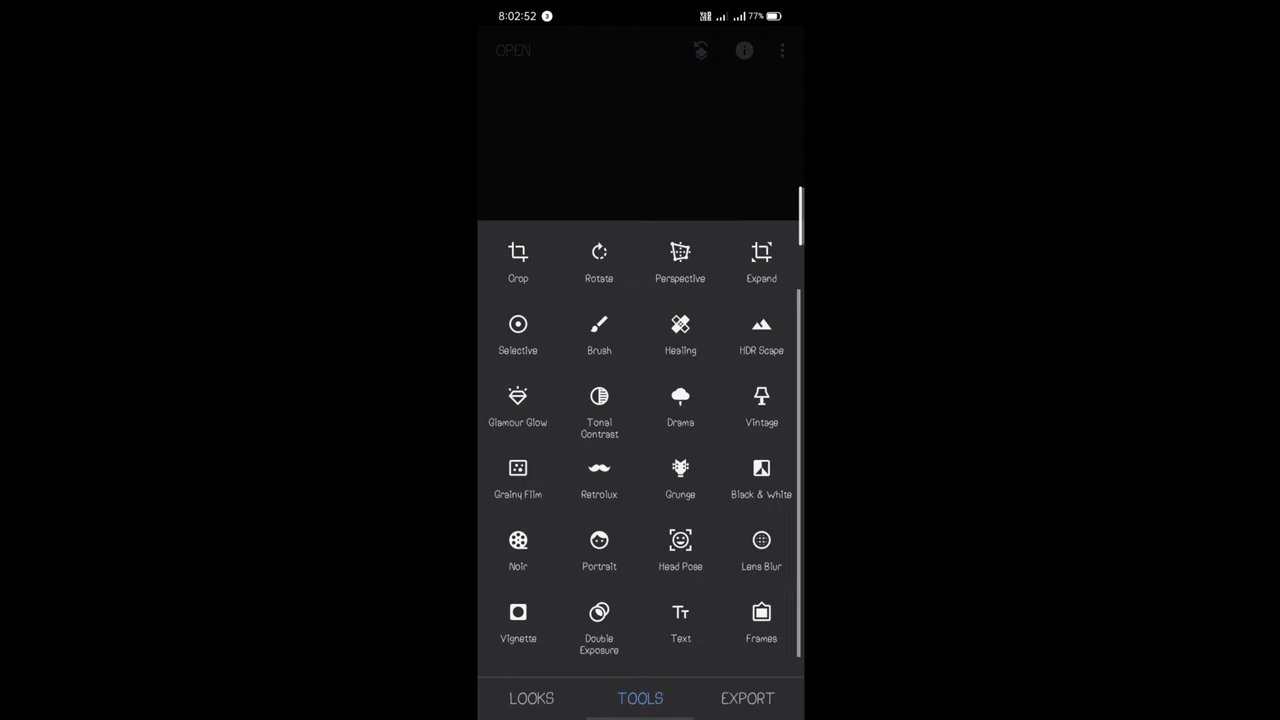 8:02:52 3 77%
OPEN
Crop Rotate Perspective Expand
Selective Brush Healing HDR Scape
Glamour Glow Tonal Contrast Drama Vintage
Grainy Film Retrolux Grunge Black & White
Noir Portrait Head Pose Lens Blur
Vignette Double Exposure Text Frames
LOOKS TOOLS EXPORT